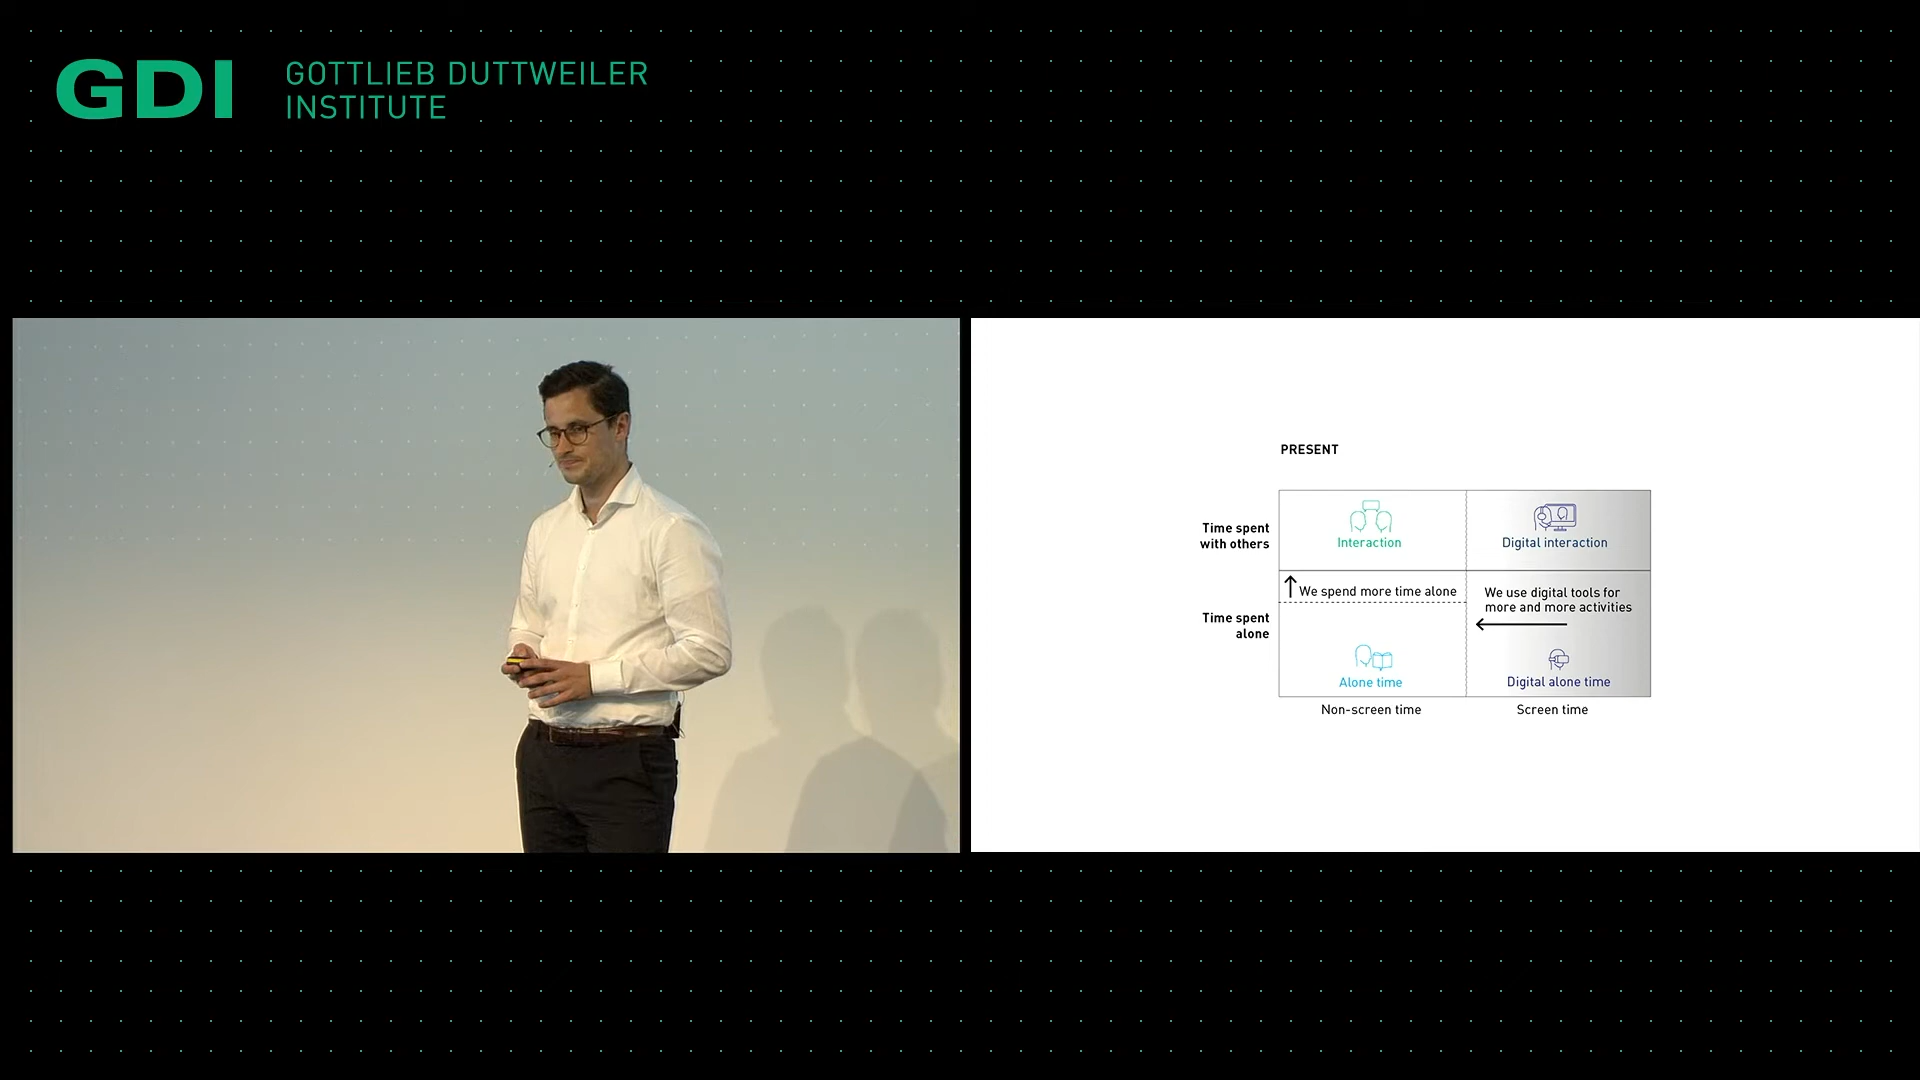 GDI
GOTTLIEB DUTTWEILER
INSTITUTE
PRESENT
Time spent
with others
Interaction
Digital interaction
We spend more time alone
We use digital tools for
more and more activities
Time spent
alone
Alone time
Digital alone time
Non-screen time
Screen time